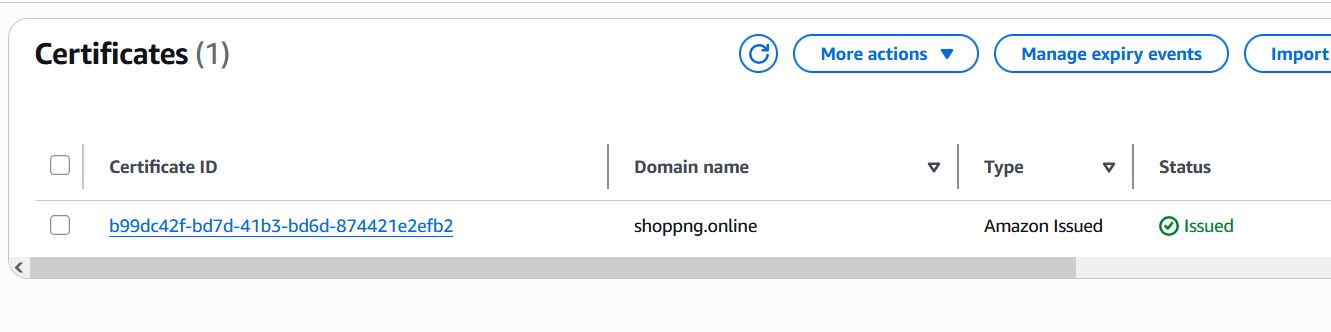 Certificates (1)
More actions
Manage expiry events
Import
Certificate ID
Domain name
Type
Status
b99dc42f-bd7d-41b3-bd6d-874421e2efb2
shoppng.online
Amazon Issued
Issued